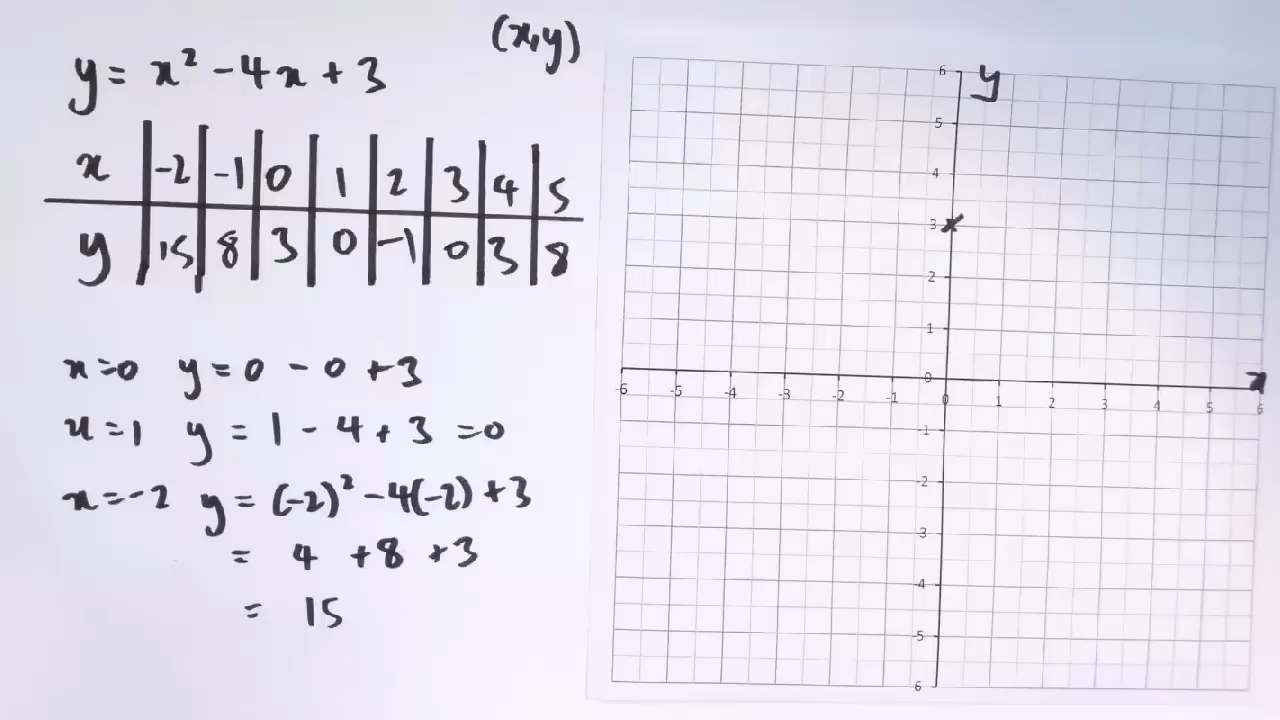 (x,y)
y = x² - 4x + 3
x -2 -1 0 1 2 3 4 5
y 15 8 3 0 -1 0 3 8
x=0 y = 0 - 0 + 3
x=1 y = 1 - 4 + 3 = 0
x=-2 y = (-2)² - 4(-2) + 3
= 4 + 8 + 3
= 15
y
6
5
4
3
2
1
0
-6 -5 -4 -3 -2 -1 0 1 2 3 4 5 6
x
-1
-2
-3
-4
-5
-6